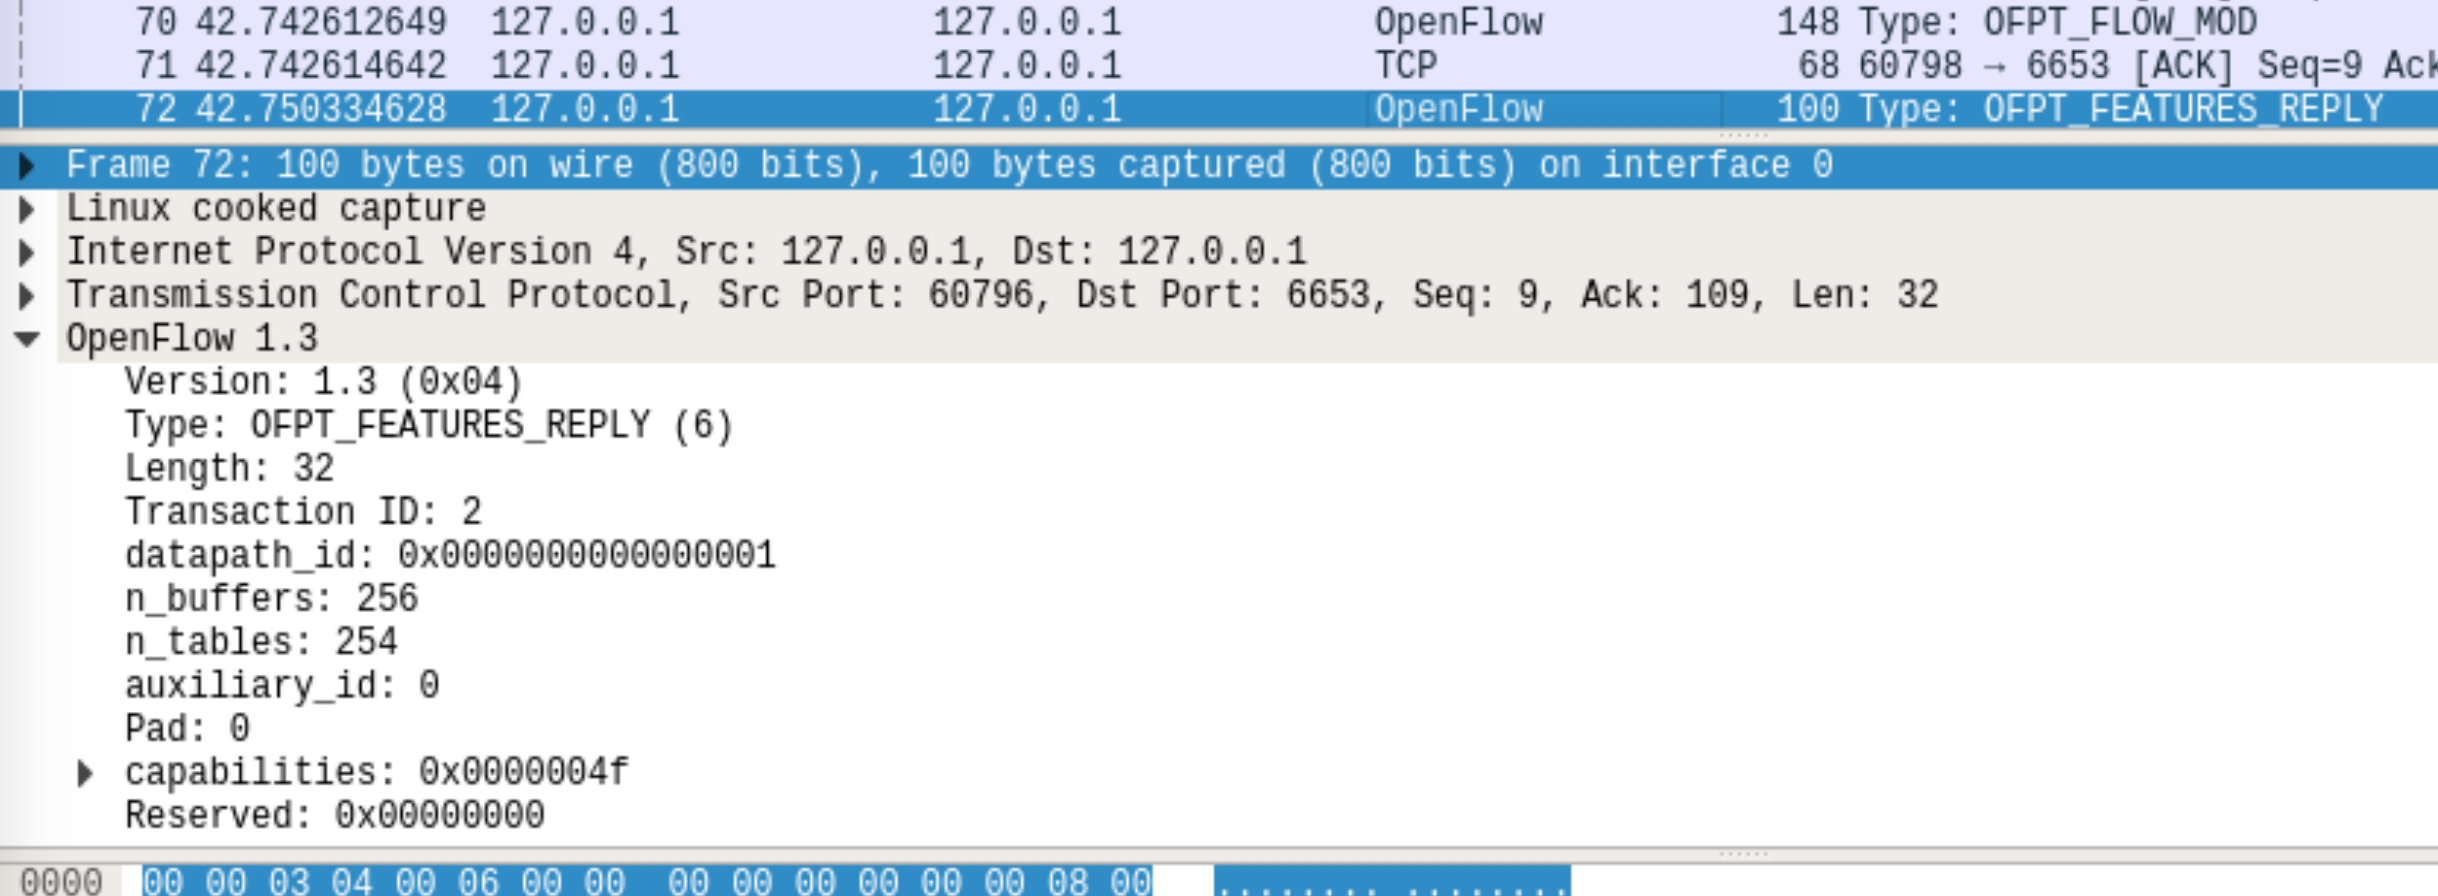 70 42.742612649 127.0.0.1 127.0.0.1 OpenFlow 148 Type: OFPT_FLOW_MOD
71 42.742614642 127.0.0.1 127.0.0.1 TCP 68 60798 → 6653 [ACK] Seq=9 Ack
72 42.750334628 127.0.0.1 127.0.0.1 OpenFlow 100 Type: OFPT_FEATURES_REPLY
Frame 72: 100 bytes on wire (800 bits), 100 bytes captured (800 bits) on interface 0
Linux cooked capture
Internet Protocol Version 4, Src: 127.0.0.1, Dst: 127.0.0.1
Transmission Control Protocol, Src Port: 60796, Dst Port: 6653, Seq: 9, Ack: 109, Len: 32
OpenFlow 1.3
Version: 1.3 (0x04)
Type: OFPT_FEATURES_REPLY (6)
Length: 32
Transaction ID: 2
datapath_id: 0x0000000000000001
n_buffers: 256
n_tables: 254
auxiliary_id: 0
Pad: 0
capabilities: 0x0000004f
Reserved: 0x00000000
0000 00 00 03 04 00 06 00 00 00 00 00 00 00 00 08 00 ........ ........